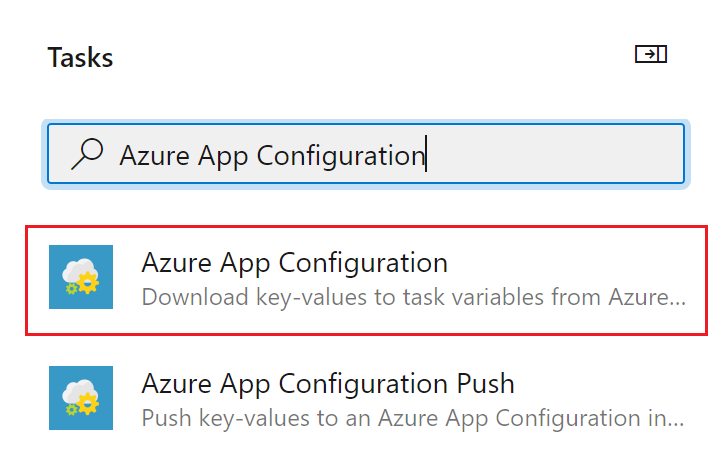 Tasks
Azure App Configuration
Azure App Configuration
Download key-values to task variables from Azure...
Azure App Configuration Push
Push key-values to an Azure App Configuration in...